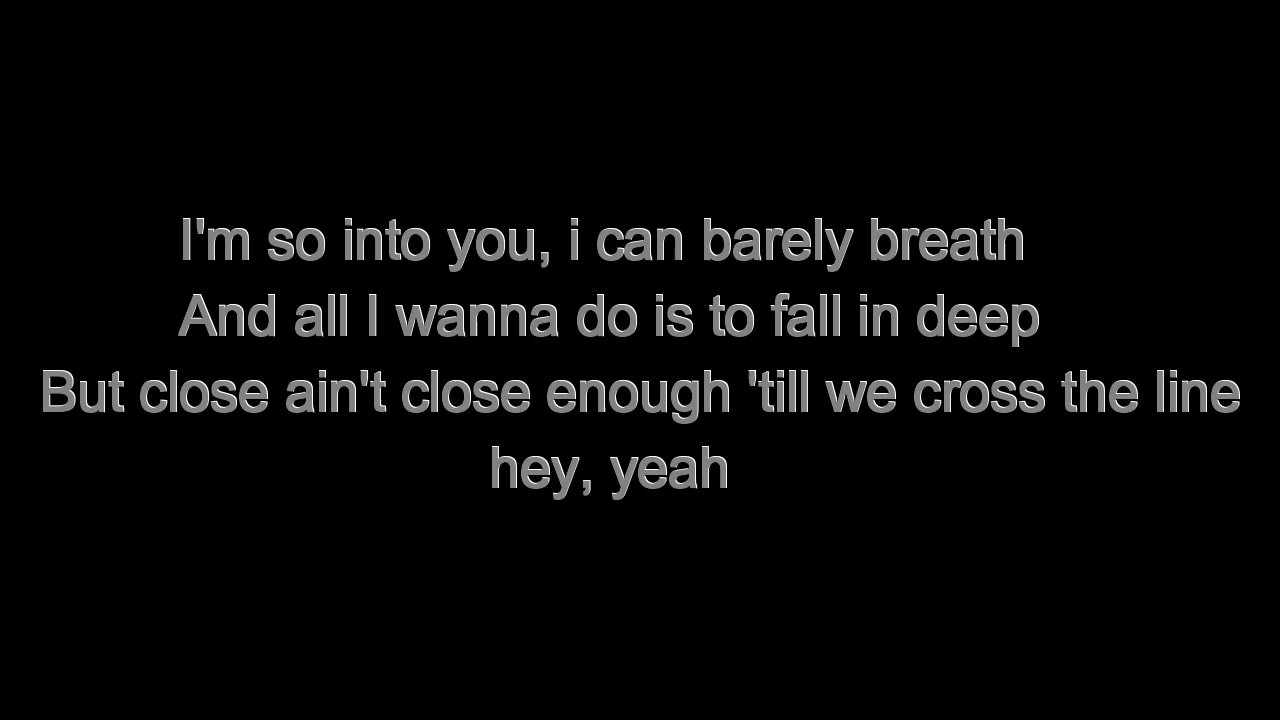 I'm so into you, i can barely breath
And all I wanna do is to fall in deep
But close ain't close enough 'till we cross the line
hey, yeah